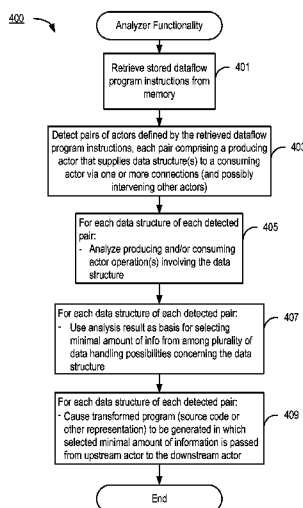 400
Analyzer Functionality
Retrieve stored dataflow
program instructions from
memory
401
Detect pairs of actors defined by the retrieved dataflow
program instructions, each pair comprising a producing
actor that supplies data structure(s) to a consuming
actor via one or more connections (and possibly
intervening other actors)
403
For each data structure of each detected
pair:
- Analyze producing and/or consuming
actor operation(s) involving the data
structure
405
For each data structure of each detected pair:
- Use analysis result as basis for selecting
minimal amount of info from among plurality of
data handling possibilities concerning the data
structure
407
For each data structure of each detected pair:
- Cause transformed program (source code or
other representation) to be generated in which
selected minimal amount of information is passed
from upstream actor to the downstream actor
409
End